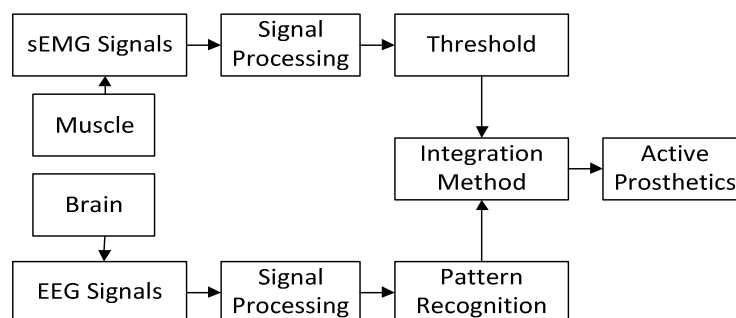 sEMG Signals
Signal
Processing
Threshold
Muscle
Integration
Method
Active
Prosthetics
Brain
EEG Signals
Signal
Processing
Pattern
Recognition